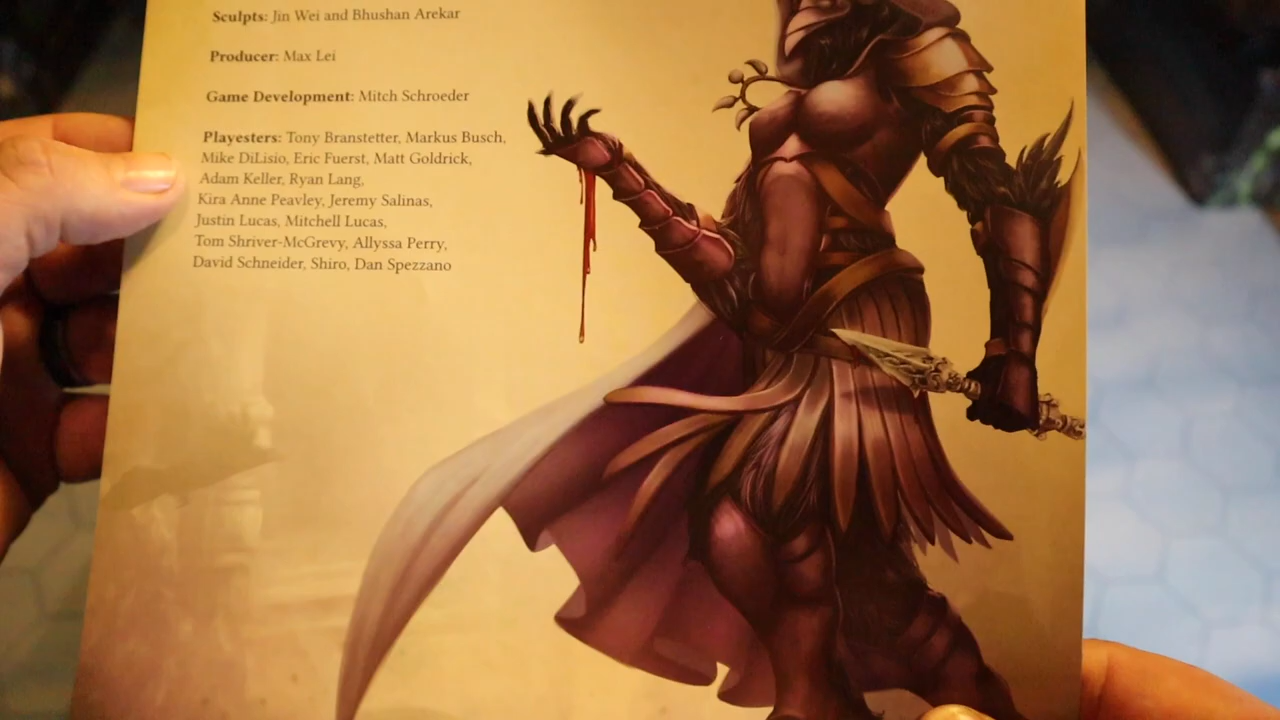 Sculpts: Jin Wei and Bhushan Arekar
Producer: Max Lei
Game Development: Mitch Schroeder
Playesters: Tony Branstetter, Markus Busch,
Mike DiLisio, Eric Fuerst, Matt Goldrick,
Adam Keller, Ryan Lang,
Kira Anne Peavley, Jeremy Salinas,
Justin Lucas, Mitchell Lucas,
Tom Shriver-McGrevy, Allyssa Perry,
David Schneider, Shiro, Dan Spezzano